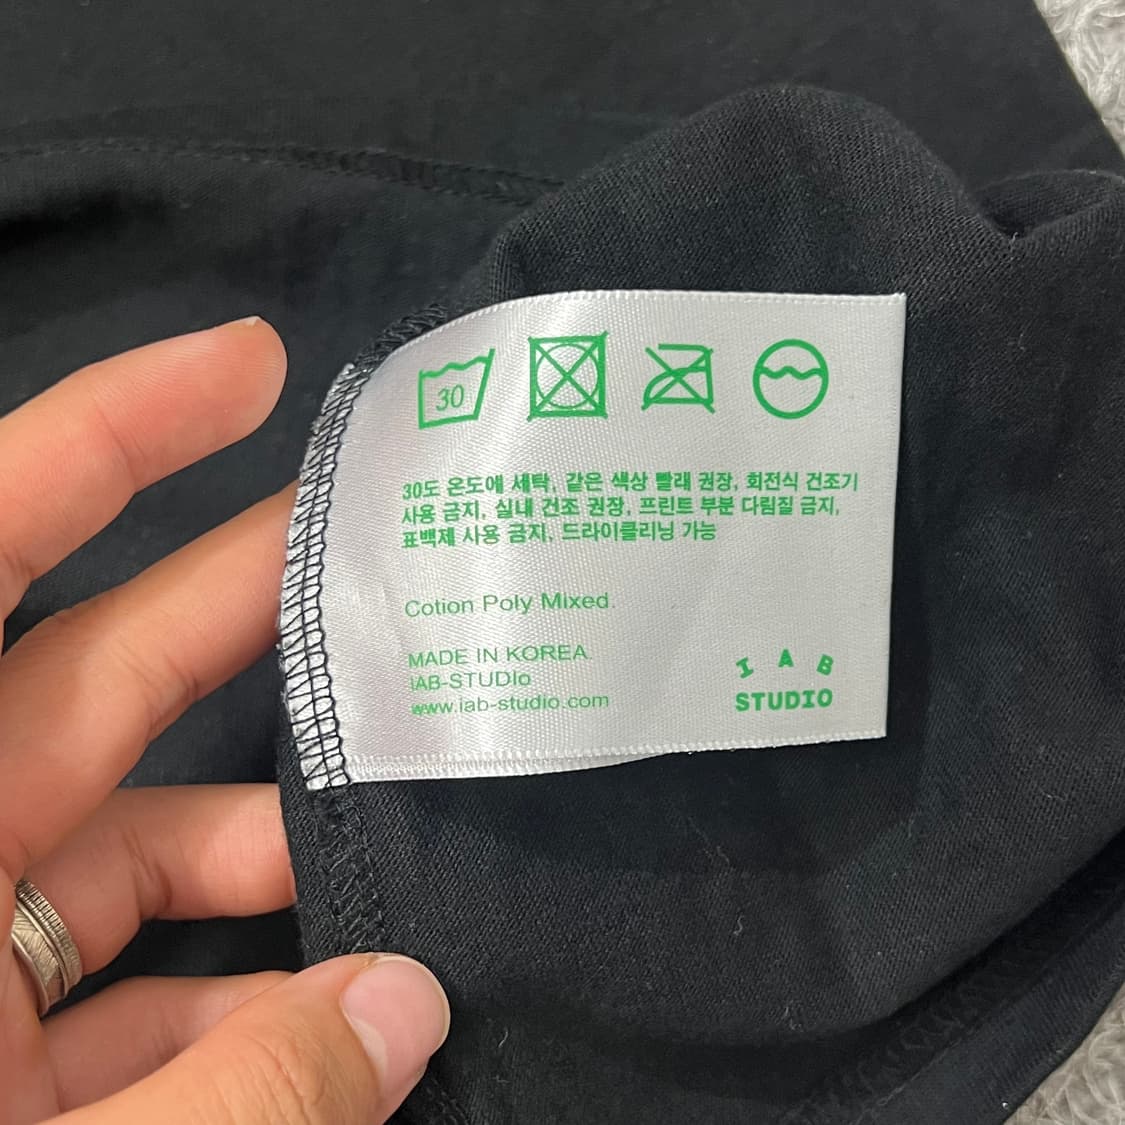 30
30도 온도에 세탁, 같은 색상 빨래 권장, 회전식 건조기
사용 금지, 실내 건조 권장, 프린트 부분 다림질 금지,
표백제 사용 금지, 드라이클리닝 가능
Cotion Poly Mixed.
MADE IN KOREA.
IAB-STUDIo
www.iab-studio.com
I A B
STUDIO